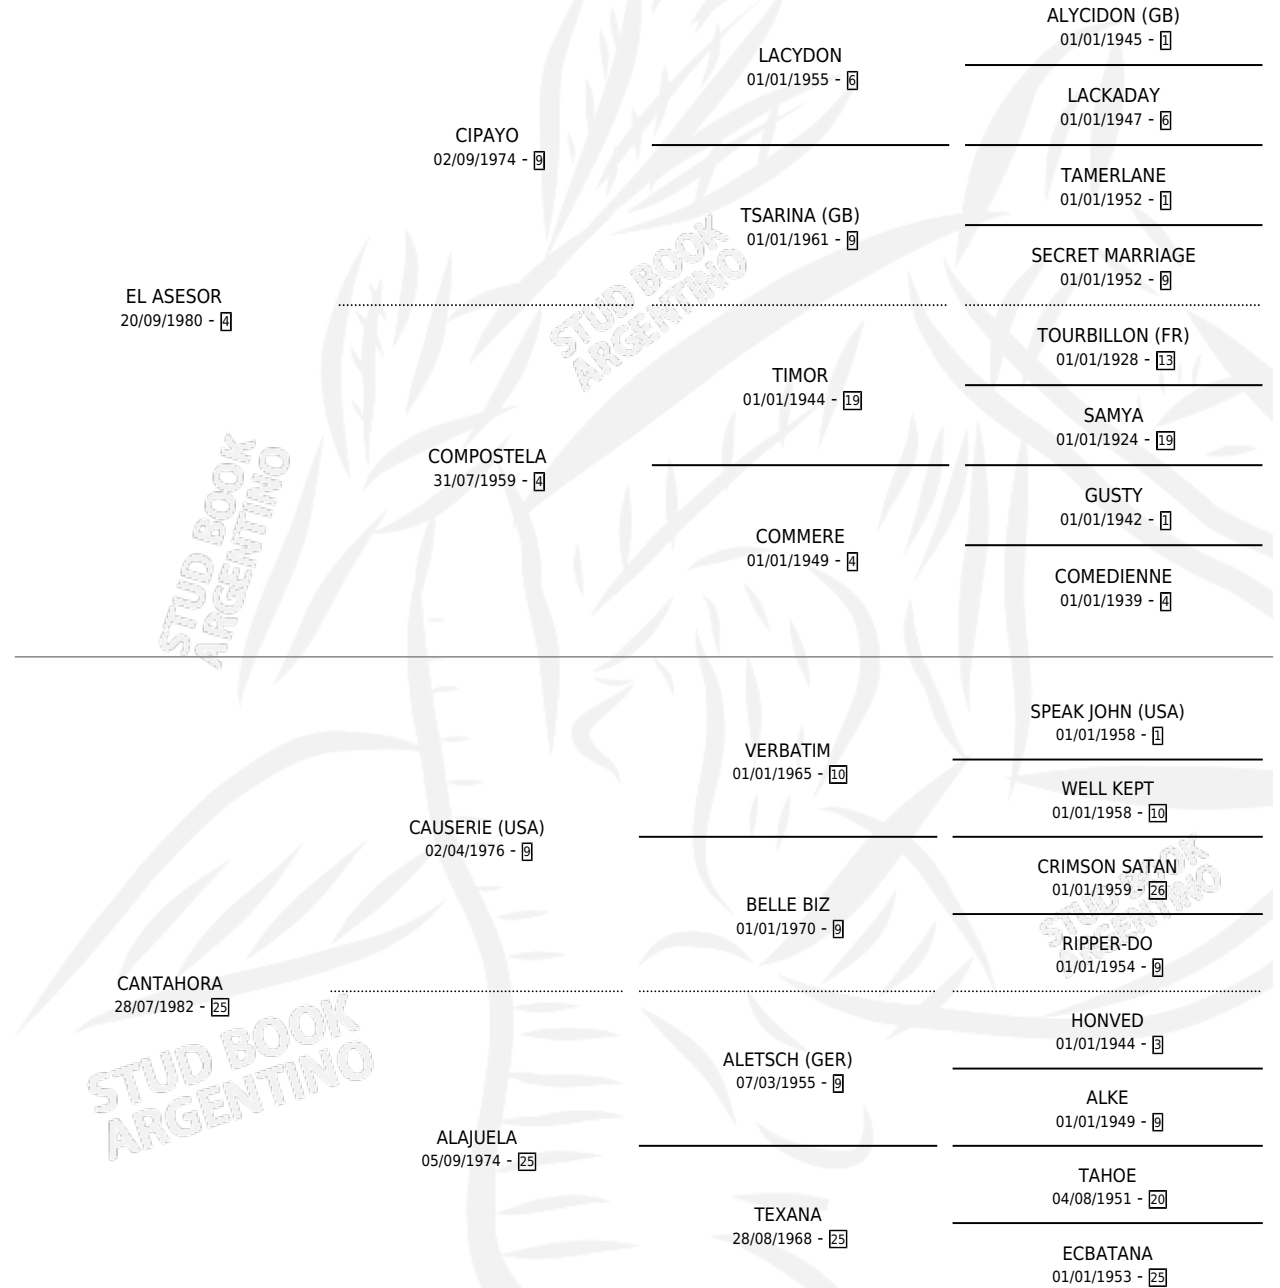 EL ASESOR
20/09/1980 - 4
CIPAYO
02/09/1974 - 9
LACYDON
01/01/1955 - 6
ALYCIDON (GB)
01/01/1945 - 1
LACKADAY
01/01/1947 - 6
TSARINA (GB)
01/01/1961 - 9
TAMERLANE
01/01/1952 - 1
SECRET MARRIAGE
01/01/1952 - 9
COMPOSTELA
31/07/1959 - 4
TIMOR
01/01/1944 - 19
TOURBILLON (FR)
01/01/1928 - 13
SAMYA
01/01/1924 - 19
COMMERE
01/01/1949 - 4
GUSTY
01/01/1942 - 1
COMEDIENNE
01/01/1939 - 4
CANTAHORA
28/07/1982 - 25
CAUSERIE (USA)
02/04/1976 - 9
VERBATIM
01/01/1965 - 10
SPEAK JOHN (USA)
01/01/1958 - 1
WELL KEPT
01/01/1958 - 10
BELLE BIZ
01/01/1970 - 9
CRIMSON SATAN
01/01/1959 - 26
RIPPER-DO
01/01/1954 - 9
ALAJUELA
05/09/1974 - 25
ALETSCH (GER)
07/03/1955 - 9
HONVED
01/01/1944 - 3
ALKE
01/01/1949 - 9
TEXANA
28/08/1968 - 25
TAHOE
04/08/1951 - 20
ECBATANA
01/01/1953 - 25
STUD BOOK
ARGENTINO
STUD BOOK
ARGENTINO
STUD BOOK
ARGENTINO
STUD BOOK
ARGENTINO